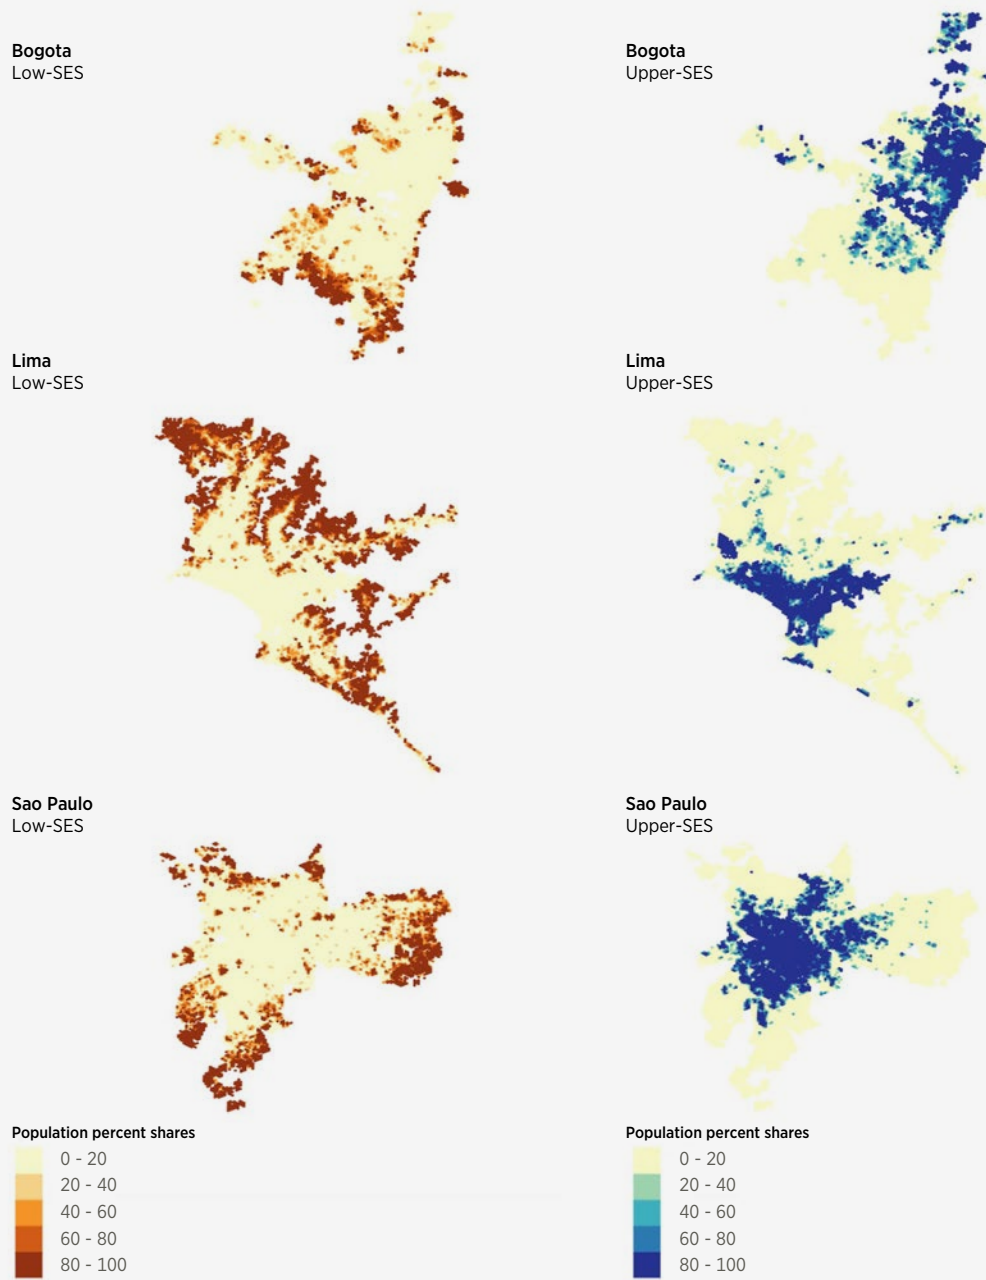 Bogota
Low-SES
Bogota
Upper-SES
Lima
Low-SES
Lima
Upper-SES
Sao Paulo
Low-SES
Sao Paulo
Upper-SES
Population percent shares
0 - 20
20 - 40
40 - 60
60 - 80
80 - 100
Population percent shares
0 - 20
20 - 40
40 - 60
60 - 80
80 - 100